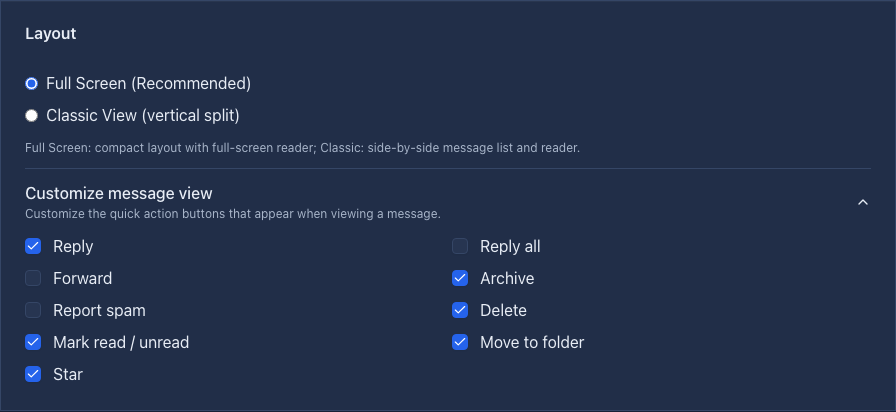 Layout
Full Screen (Recommended)
Classic View (vertical split)
Full Screen: compact layout with full-screen reader; Classic: side-by-side message list and reader.
Customize message view
Customize the quick action buttons that appear when viewing a message.
Reply
Reply all
Forward
Archive
Report spam
Delete
Mark read / unread
Move to folder
Star